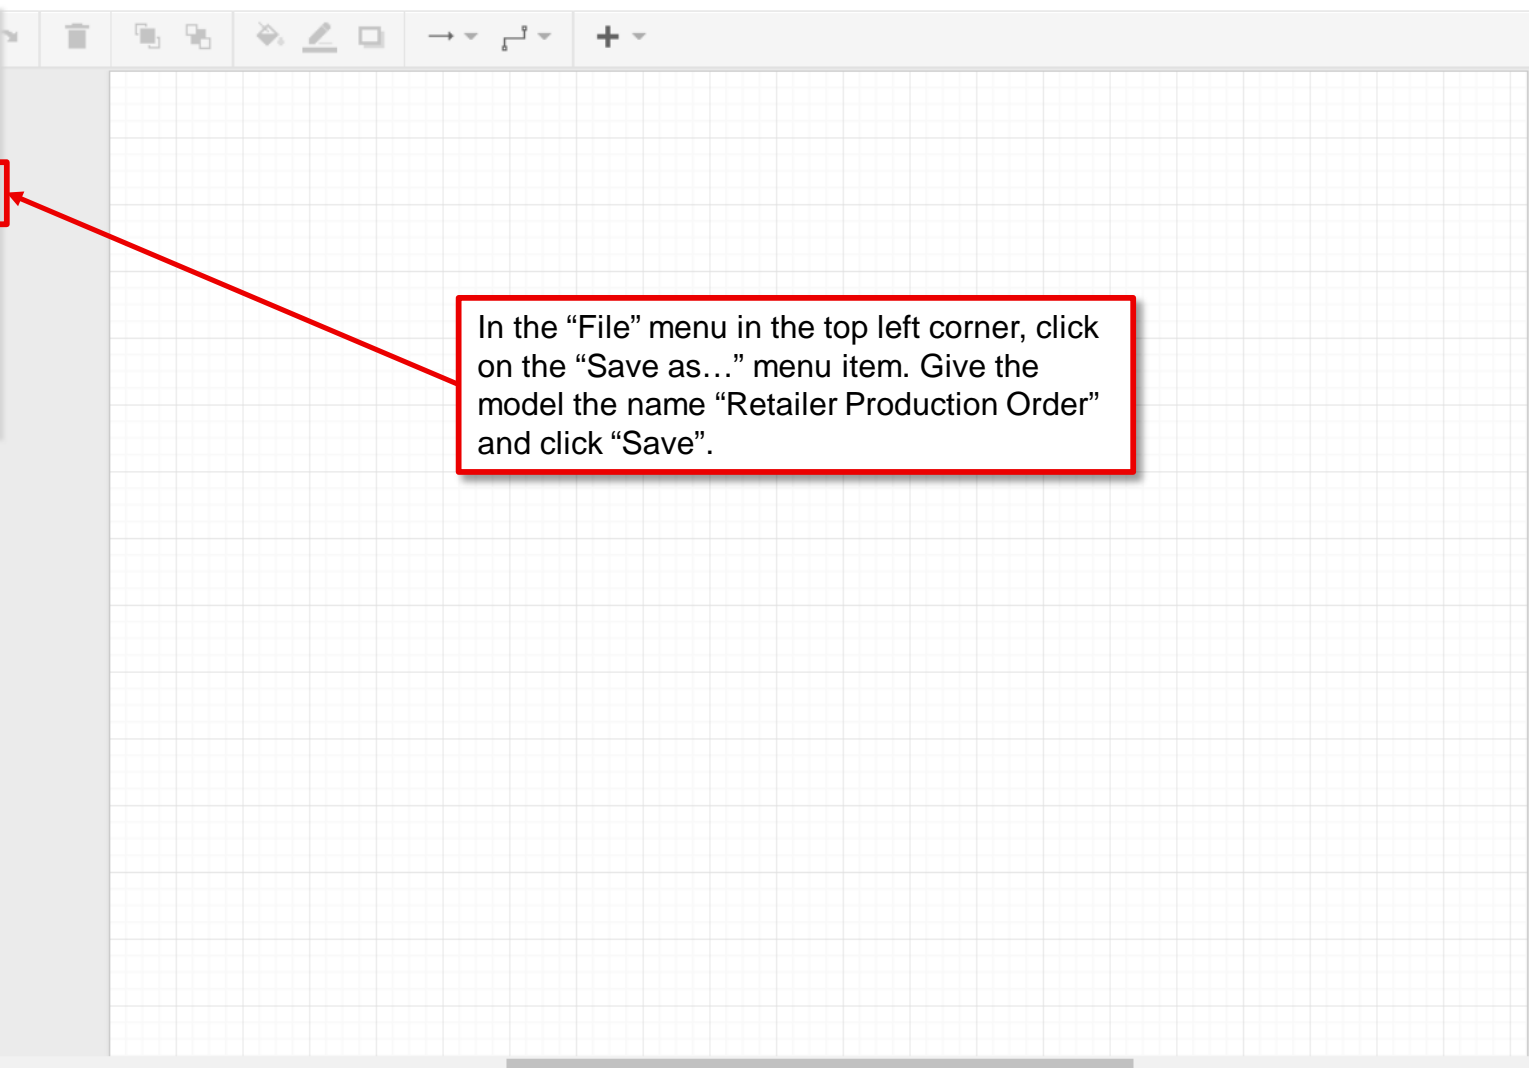 In the “File” menu in the top left corner, click
on the “Save as…” menu item. Give the
model the name “Retailer Production Order”
and click “Save”.